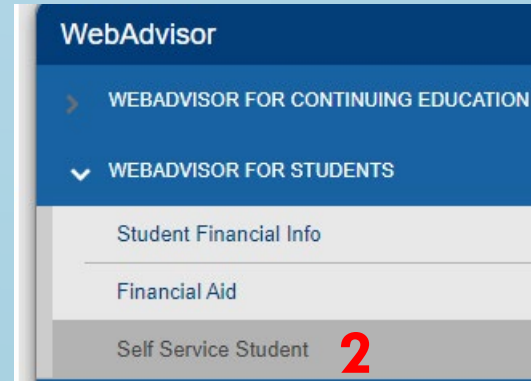 WebAdvisor
WEBADVISOR FOR CONTINUING EDUCATION
WEBADVISOR FOR STUDENTS
Student Financial Info
Financial Aid
Self Service Student 2